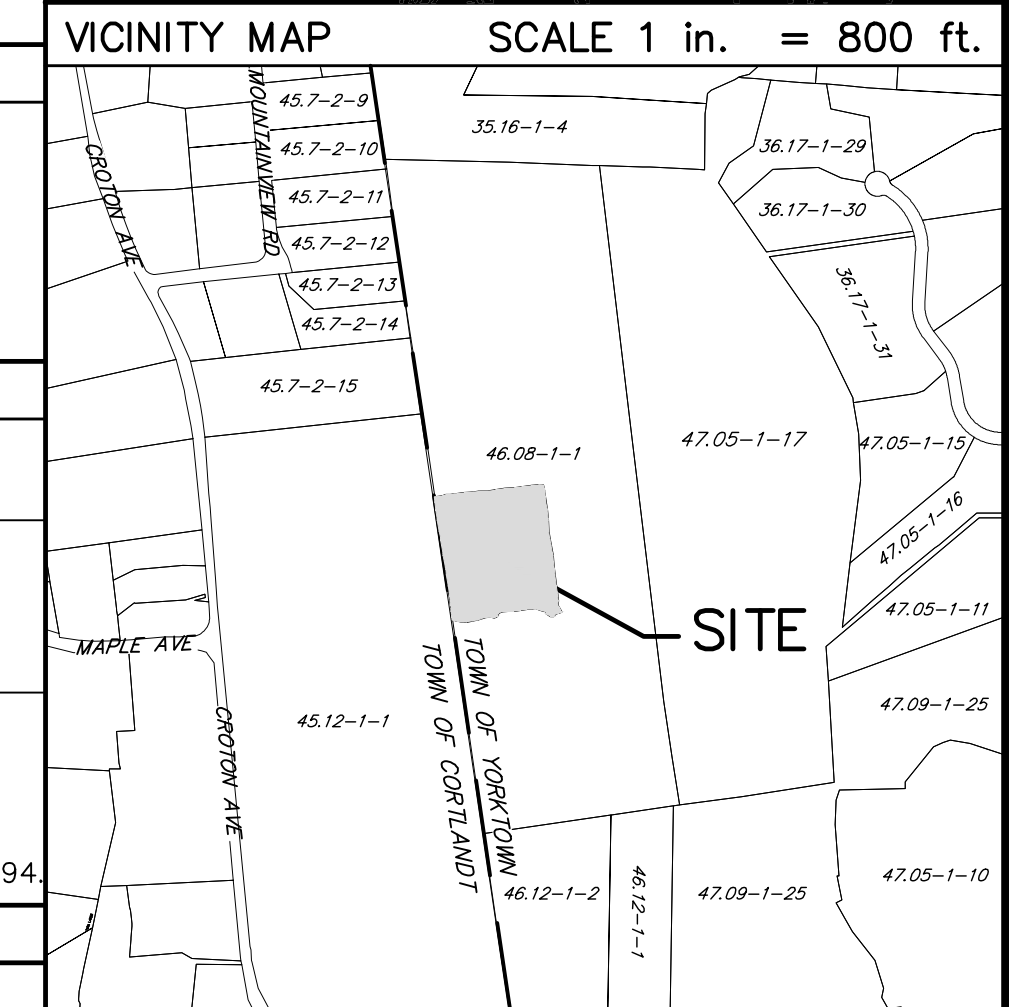 VICINITY MAP SCALE 1 in. = 800 ft.
45.7-2-9
MOUNTAINVIEW RD
35.16-1-4
36.17-1-29
45.7-2-10
CROTON AVE
45.7-2-11
36.17-1-30
45.7-2-12
45.7-2-13
36.17-1-31
45.7-2-14
45.7-2-15
46.08-1-1
47.05-1-17
47.05-1-15
47.05-1-16
47.05-1-11
SITE
MAPLE AVE
TOWN OF YORKTOWN
TOWN OF CORTLANDT
45.12-1-1
47.09-1-25
CROTON AVE
94.
46.12-1-2
46.12-1-1
47.09-1-25
47.05-1-10